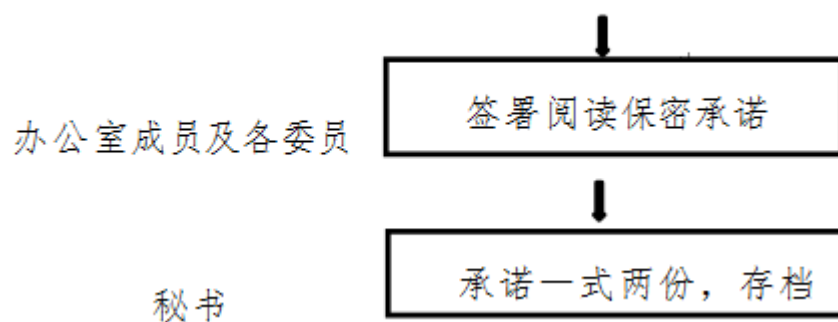 签署阅读保密承诺
办公室成员及各委员
承诺一式两份，存档
秘书